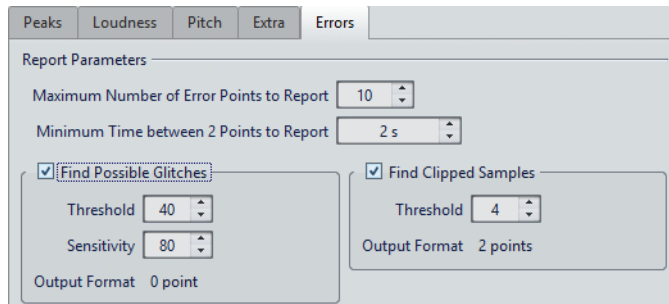 Peaks Loudness Pitch Extra Errors
Report Parameters
Maximum Number of Error Points to Report 10
Minimum Time between 2 Points to Report 2 s
Find Possible Glitches
Threshold 40
Sensitivity 80
Output Format 0 point
Find Clipped Samples
Threshold 4
Output Format 2 points